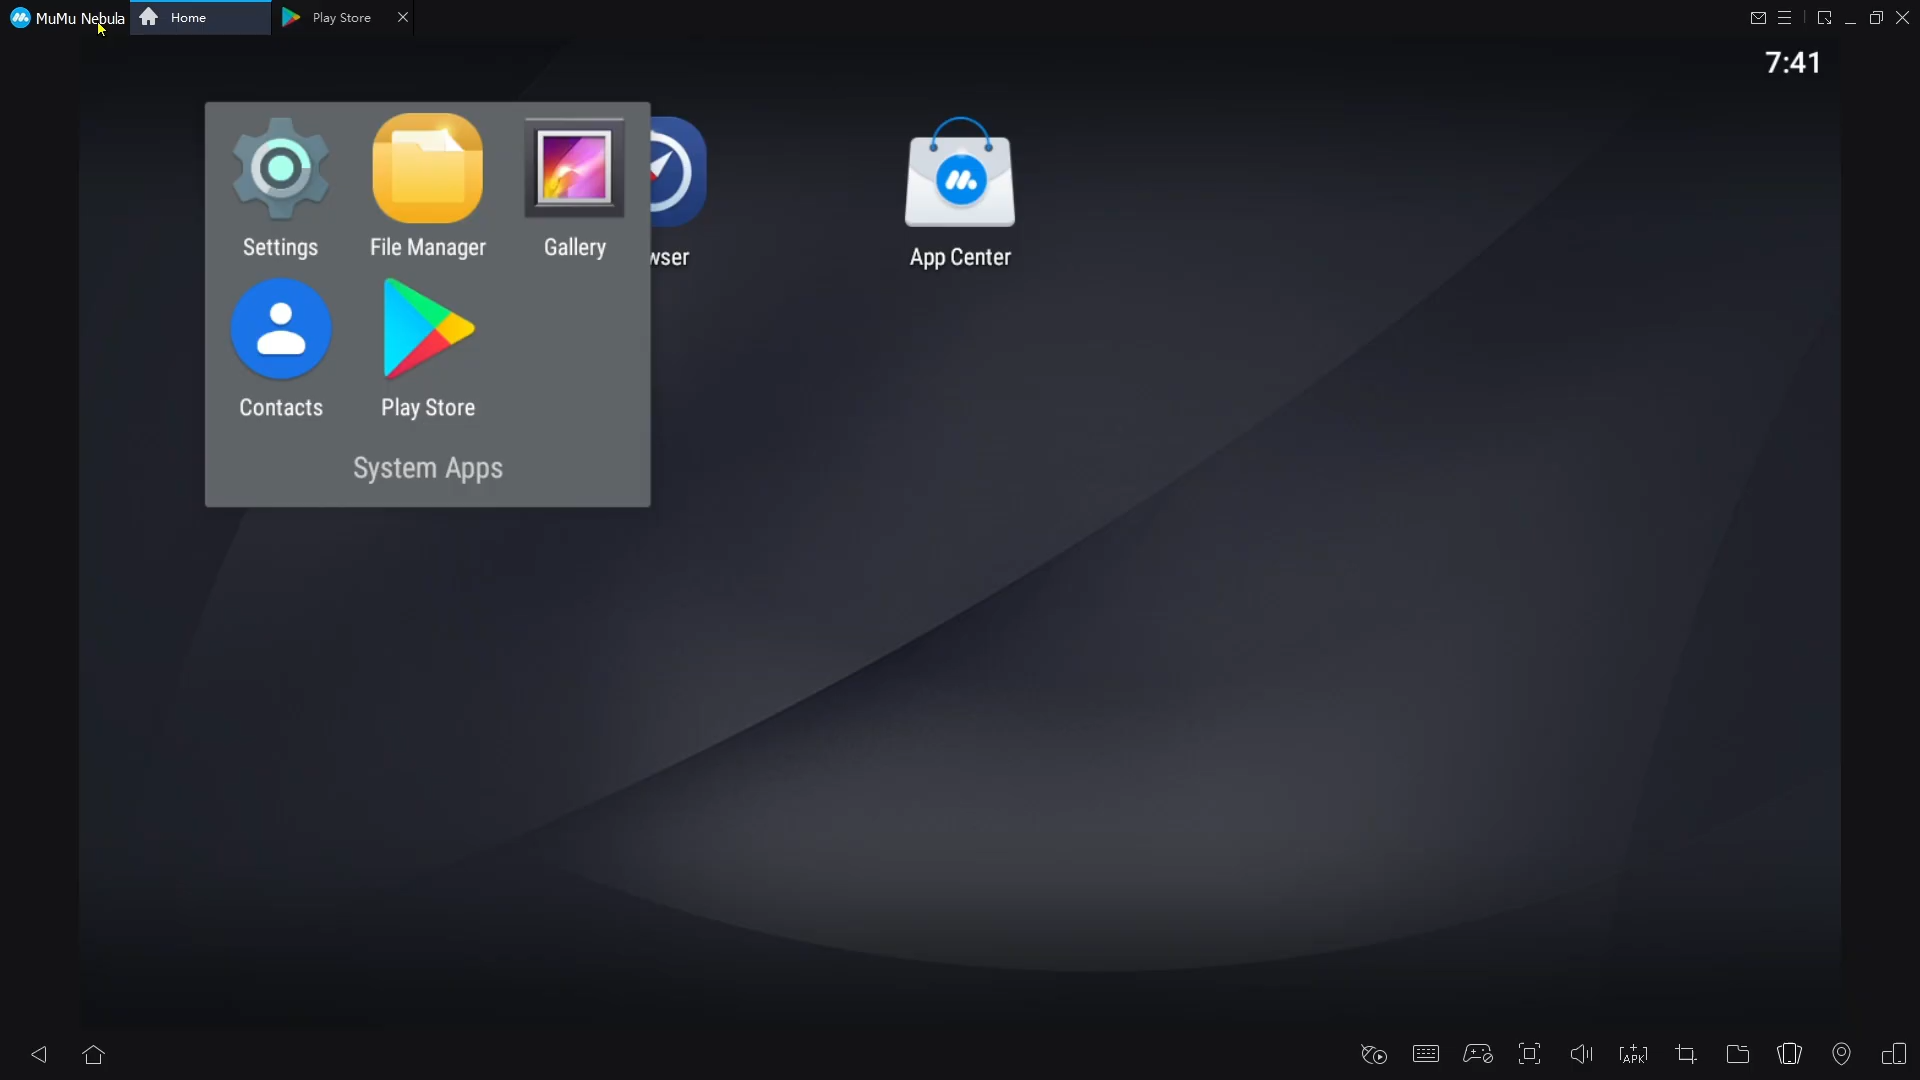 MuMu Nebula
Home
Play Store
7:41
Settings
File Manager
Gallery
wser
App Center
Contacts
Play Store
System Apps
APK